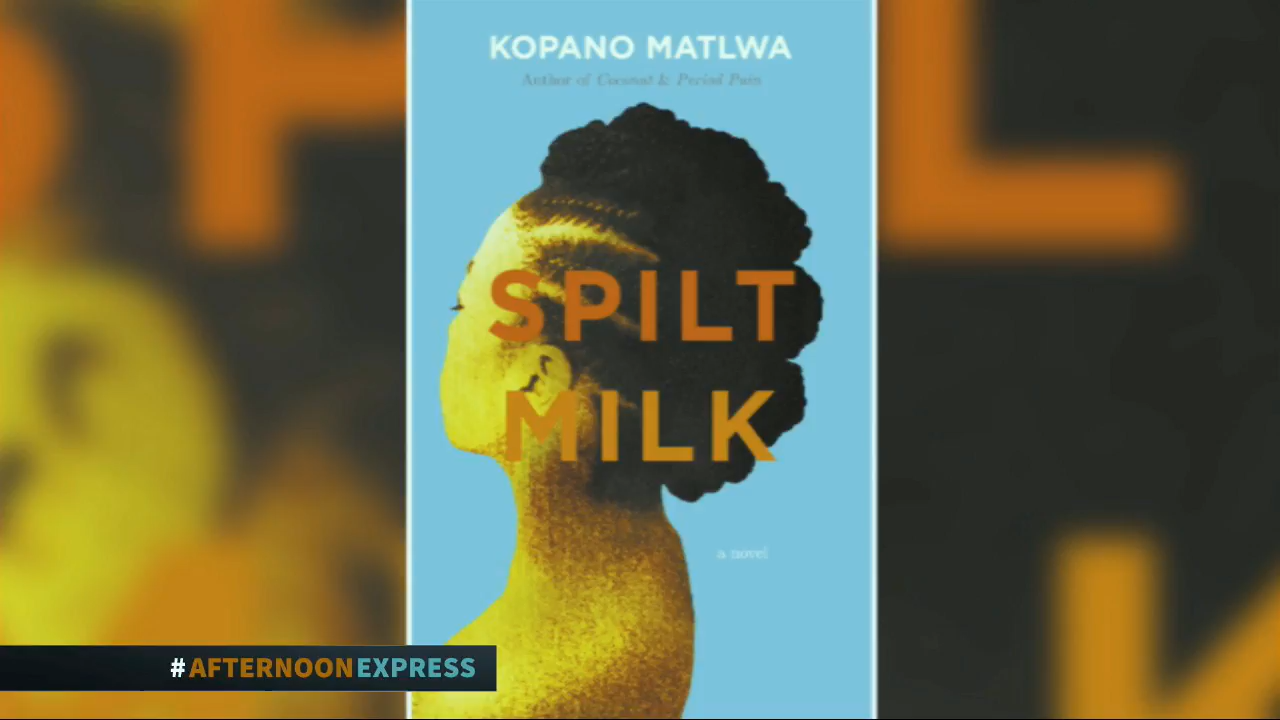 KOPANO MATLWA
Author of Coconut & Period Pain
SPILT
MILK
a novel
#AFTERNOONEXPRESS